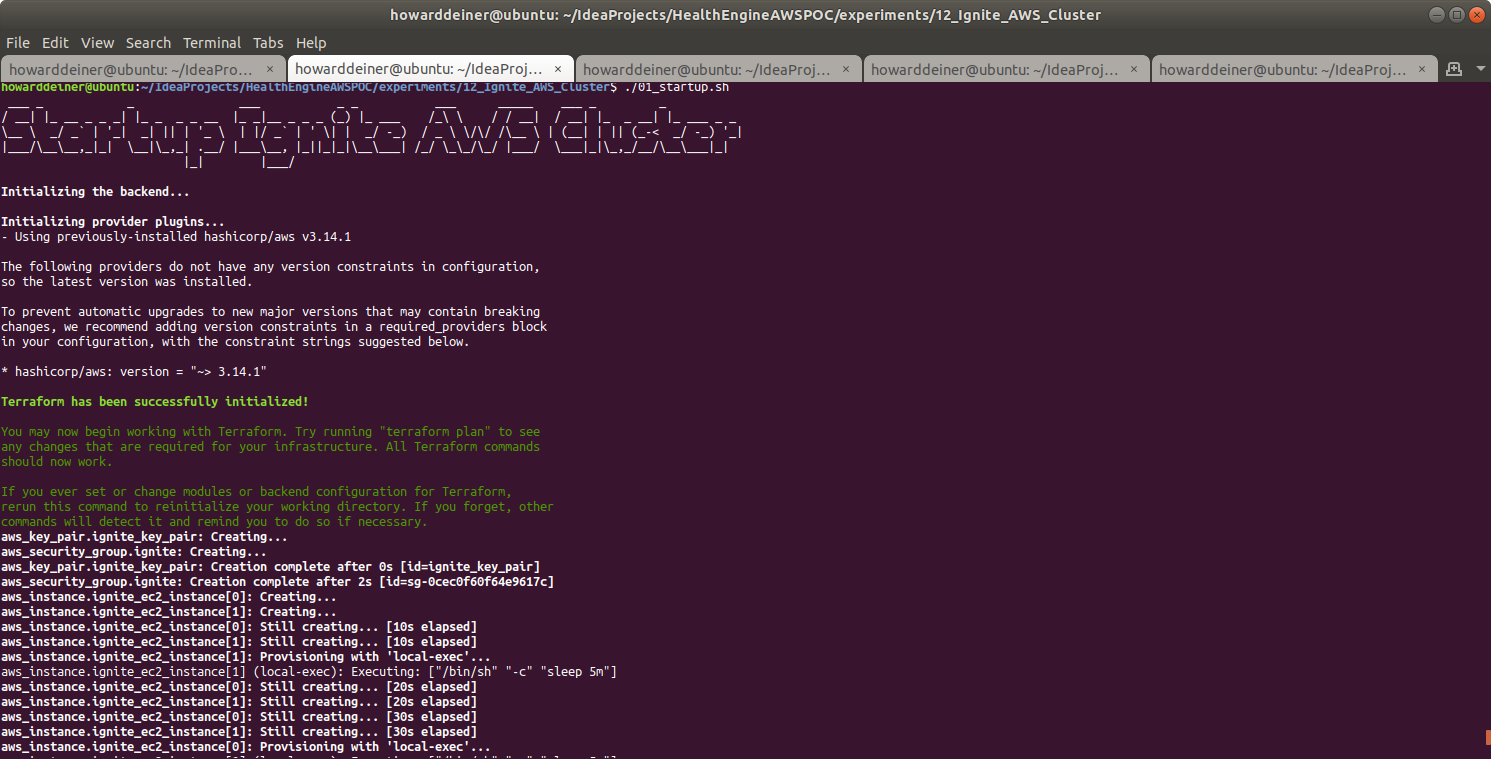 howarddeiner@ubuntu: ~/IdeaProjects/HealthEngineAWSPOC/experiments/12_Ignite_AWS_Cluster
File Edit View Search Terminal Tabs Help
howarddeiner@ubuntu: ~/IdeaPro... × howarddeiner@ubuntu: ~/IdeaProj... × howarddeiner@ubuntu: ~/IdeaProj... × howarddeiner@ubuntu: ~/IdeaProj... × howarddeiner@ubuntu: ~/IdeaProj... ×
howarddeiner@ubuntu:~/IdeaProjects/HealthEngineAWSPOC/experiments/12_Ignite_AWS_Cluster$ ./01_startup.sh
Startup Ignite AWS Cluster
Initializing the backend...
Initializing provider plugins...
- Using previously-installed hashicorp/aws v3.14.1
The following providers do not have any version constraints in configuration,
so the latest version was installed.
To prevent automatic upgrades to new major versions that may contain breaking
changes, we recommend adding version constraints in a required_providers block
in your configuration, with the constraint strings suggested below.
* hashicorp/aws: version = "~> 3.14.1"
Terraform has been successfully initialized!
You may now begin working with Terraform. Try running "terraform plan" to see
any changes that are required for your infrastructure. All Terraform commands
should now work.
If you ever set or change modules or backend configuration for Terraform,
rerun this command to reinitialize your working directory. If you forget, other
commands will detect it and remind you to do so if necessary.
aws_key_pair.ignite_key_pair: Creating...
aws_security_group.ignite: Creating...
aws_key_pair.ignite_key_pair: Creation complete after 0s [id=ignite_key_pair]
aws_security_group.ignite: Creation complete after 2s [id=sg-0cec0f60f64e9617c]
aws_instance.ignite_ec2_instance[0]: Creating...
aws_instance.ignite_ec2_instance[1]: Creating...
aws_instance.ignite_ec2_instance[0]: Still creating... [10s elapsed]
aws_instance.ignite_ec2_instance[1]: Still creating... [10s elapsed]
aws_instance.ignite_ec2_instance[1]: Provisioning with 'local-exec'...
aws_instance.ignite_ec2_instance[1] (local-exec): Executing: ["/bin/sh" "-c" "sleep 5m"]
aws_instance.ignite_ec2_instance[0]: Still creating... [20s elapsed]
aws_instance.ignite_ec2_instance[1]: Still creating... [20s elapsed]
aws_instance.ignite_ec2_instance[0]: Still creating... [30s elapsed]
aws_instance.ignite_ec2_instance[1]: Still creating... [30s elapsed]
aws_instance.ignite_ec2_instance[0]: Provisioning with 'local-exec'...